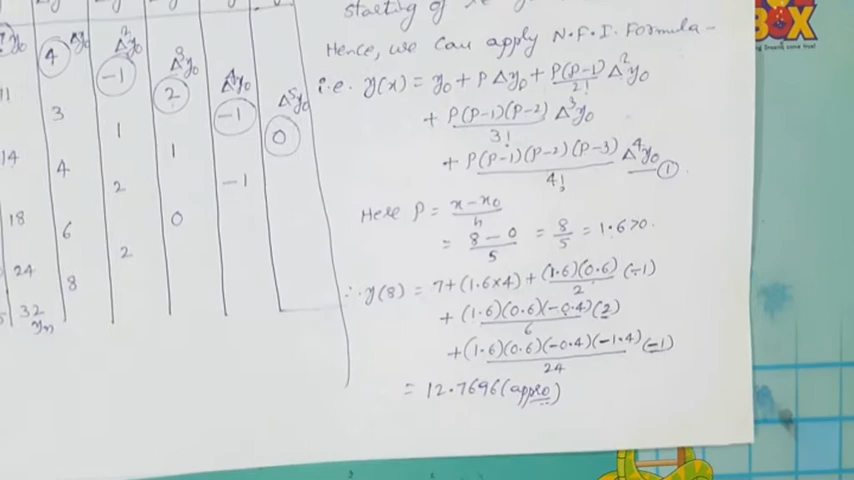 starting of
Hence, we can apply N.F.I. Formula-
i.e. y(x) = y₀ + P Δy₀ + P(P-1)/2! Δ²y₀
+ P(P-1)(P-2)/3! Δ³y₀
+ P(P-1)(P-2)(P-3)/4! Δ⁴y₀ — ①
Here P = x-x₀/h
= 8-0/5 = 8/5 = 1.6>0.
∴ y(8) = 7+(1.6×4) + (1.6)(0.6)/2 (-1)
+ (1.6)(0.6)(-0.4)(2)/6
+ (1.6)(0.6)(-0.4)(-1.4)(-1)/24
= 12.7696 (appro)
y₀ 4 Δy₀ Δ²y₀ Δ³y₀ Δ⁴y₀ Δ⁵y₀
-1 2 -1 0
11 3
1 1
14 4 -1
2 0
18 6
2
24 8
32
yₙ
BOX